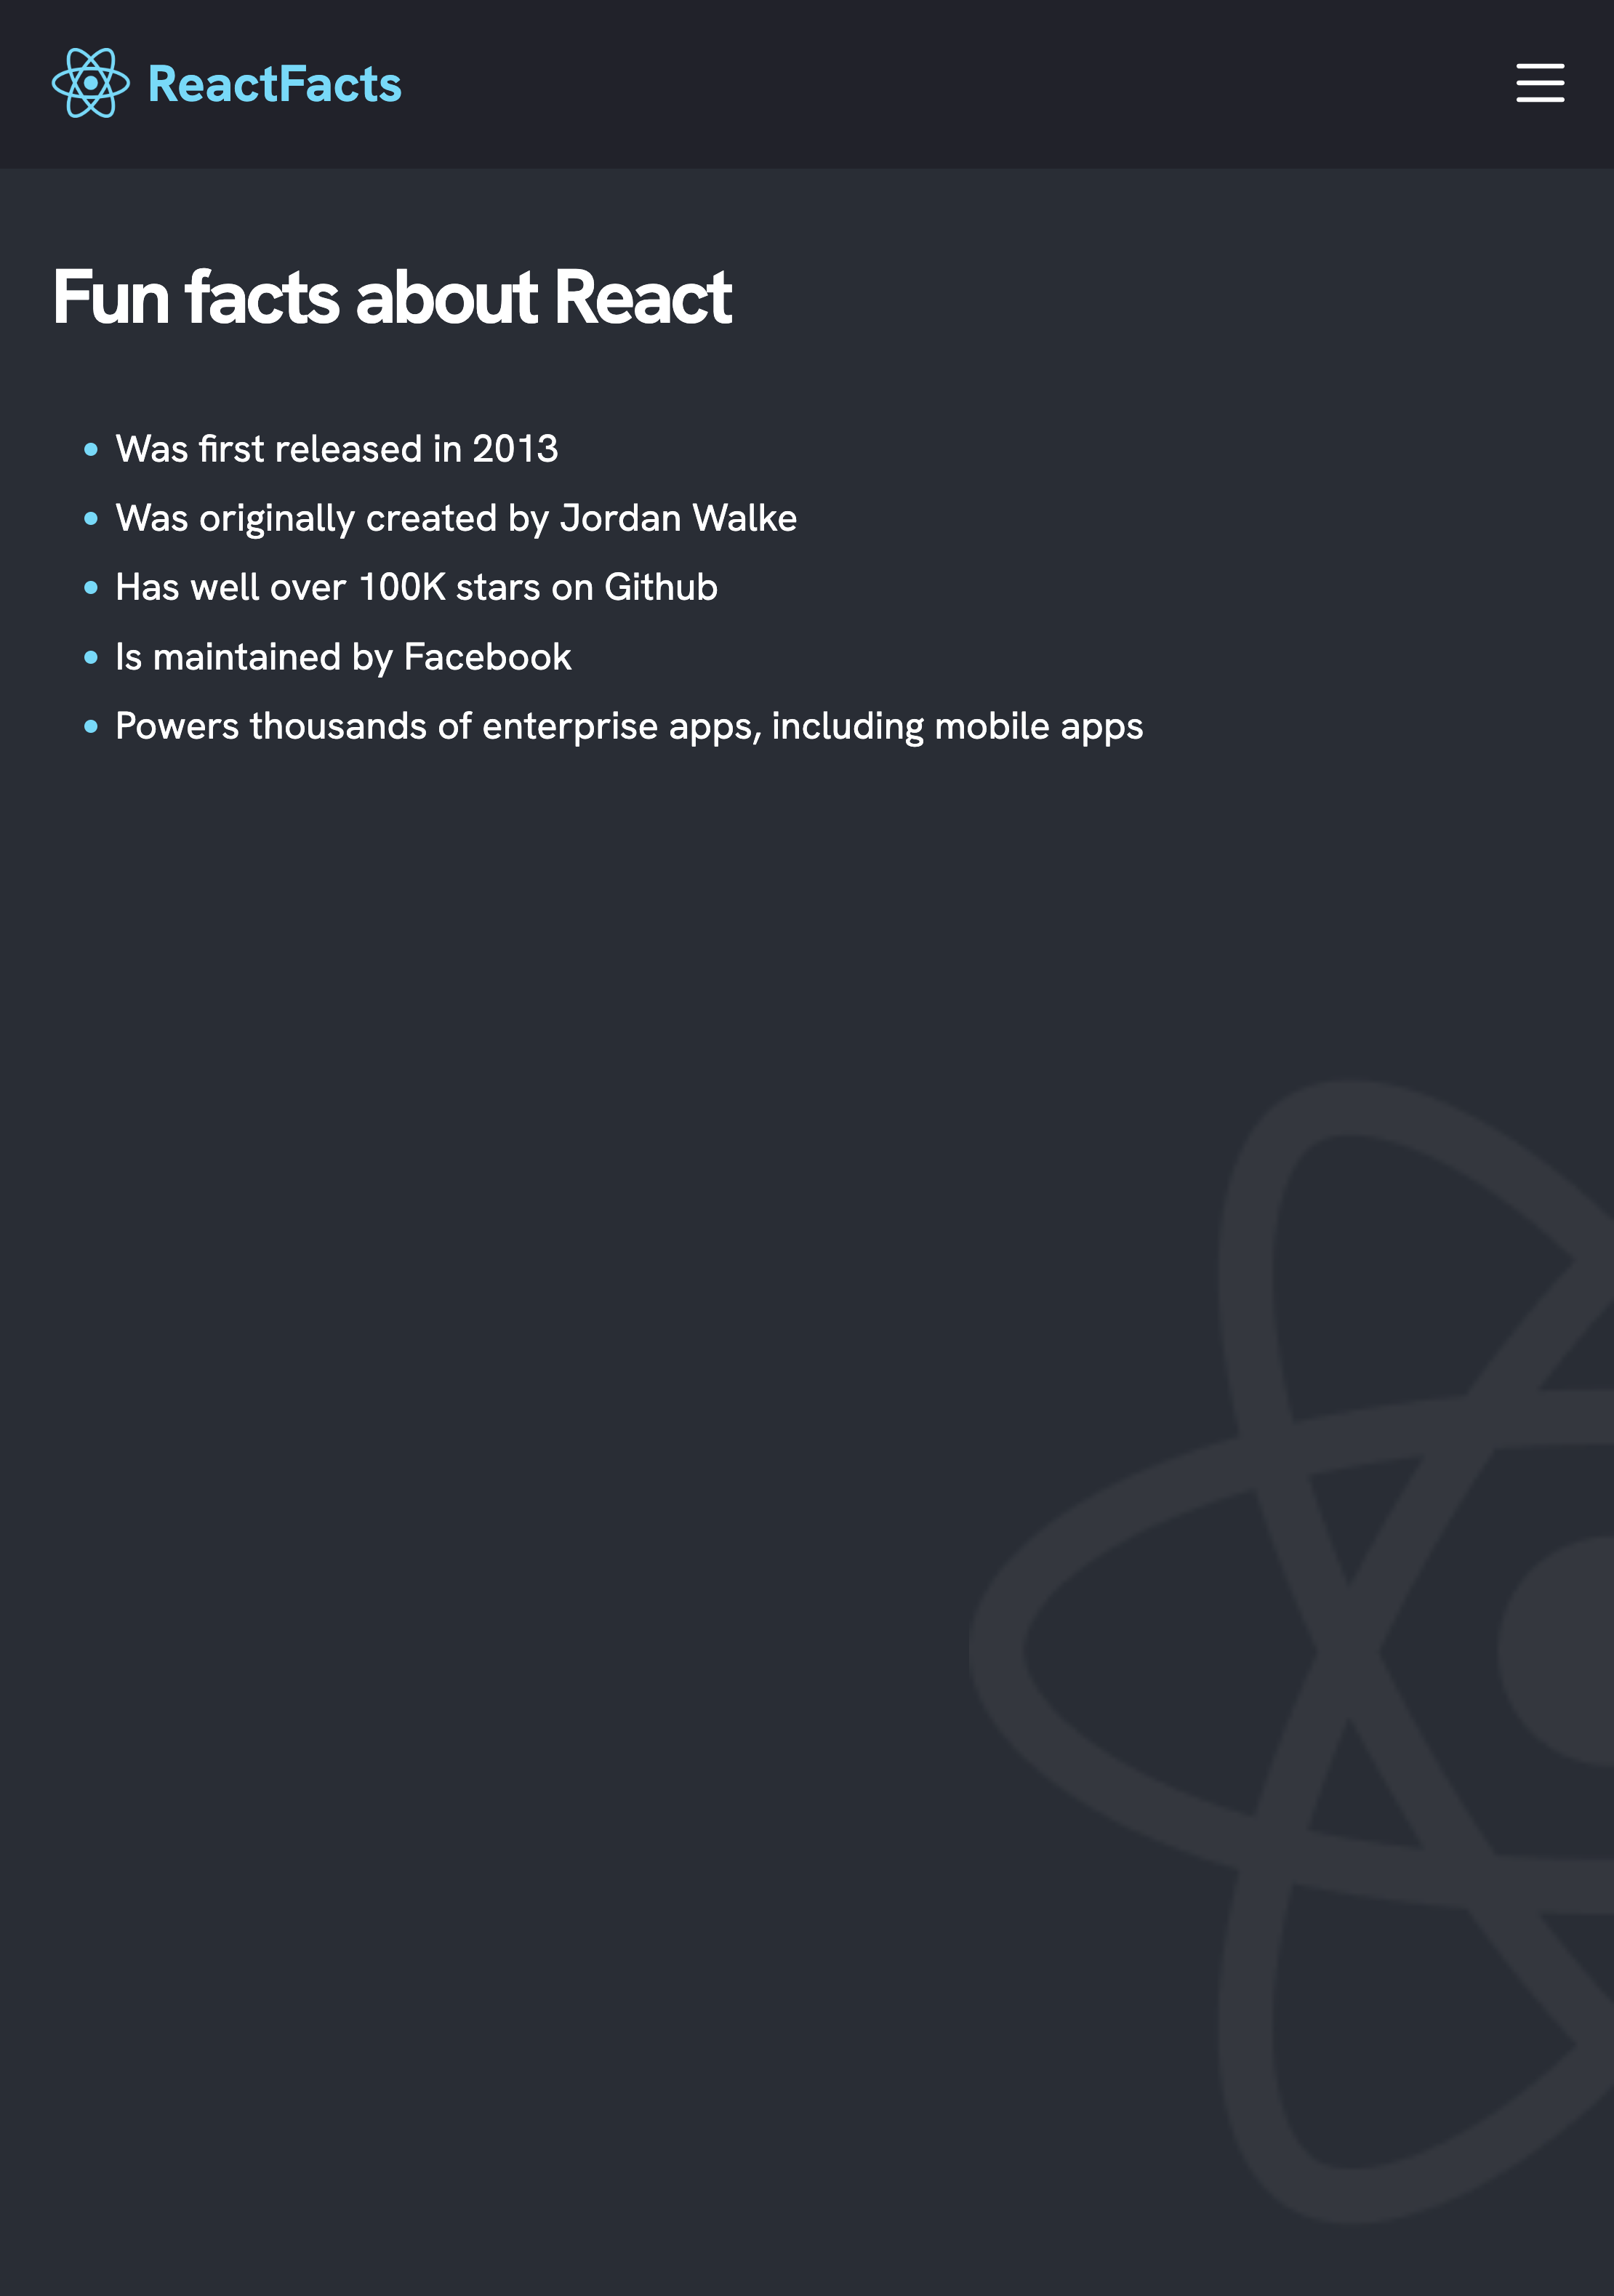 ReactFacts
Fun facts about React
Was first released in 2013
Was originally created by Jordan Walke
Has well over 100K stars on Github
Is maintained by Facebook
Powers thousands of enterprise apps, including mobile apps